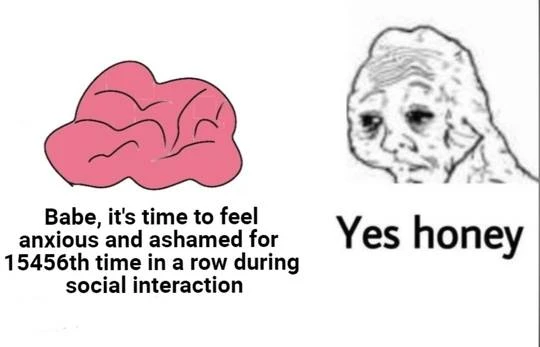 Babe, it's time to feel
anxious and ashamed for
15456th time in a row during
social interaction
Yes honey